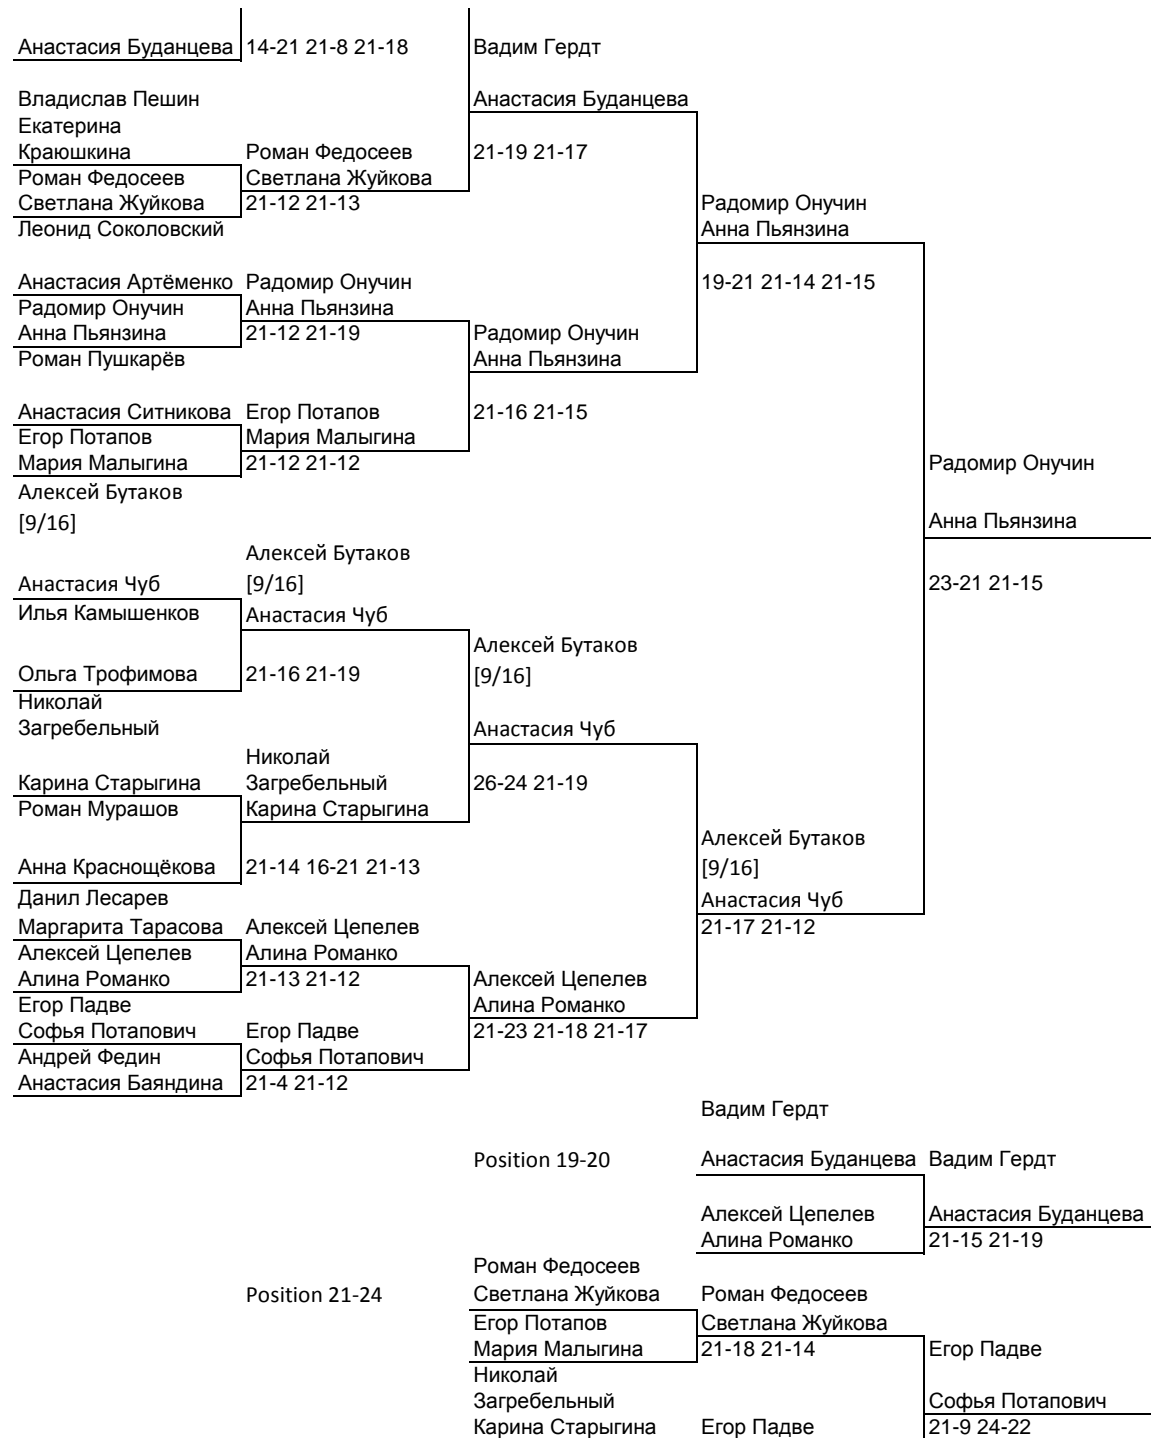 Анастасия Буданцева 14-21 21-8 21-18 Вадим Гердт
Владислав Пешин Анастасия Буданцева
Екатерина
Краюшкина Роман Федосеев 21-19 21-17
Роман Федосеев Светлана Жуйкова
Светлана Жуйкова 21-12 21-13 Радомир Онучин
Леонид Соколовский Анна Пьянзина
Анастасия Артёменко Радомир Онучин 19-21 21-14 21-15
Радомир Онучин Анна Пьянзина
Анна Пьянзина 21-12 21-19 Радомир Онучин
Роман Пушкарёв Анна Пьянзина
Анастасия Ситникова Егор Потапов 21-16 21-15
Егор Потапов Мария Малыгина
Мария Малыгина 21-12 21-12 Радомир Онучин
Алексей Бутаков
[9/16] Анна Пьянзина
Алексей Бутаков
Анастасия Чуб [9/16] 23-21 21-15
Илья Камышенков Анастасия Чуб
Алексей Бутаков
Ольга Трофимова 21-16 21-19 [9/16]
Николай
Загребельный Анастасия Чуб
Николай
Карина Старыгина Загребельный 26-24 21-19
Роман Мурашов Карина Старыгина
Алексей Бутаков
Анна Краснощёкова 21-14 16-21 21-13 [9/16]
Данил Лесарев Анастасия Чуб
Маргарита Тарасова Алексей Цепелев 21-17 21-12
Алексей Цепелев Алина Романко
Алина Романко 21-13 21-12 Алексей Цепелев
Егор Падве Алина Романко
Софья Потапович Егор Падве 21-23 21-18 21-17
Андрей Федин Софья Потапович
Анастасия Баяндина 21-4 21-12
Вадим Гердт
Position 19-20 Анастасия Буданцева Вадим Гердт
Алексей Цепелев Анастасия Буданцева
Алина Романко 21-15 21-19
Роман Федосеев
Position 21-24 Светлана Жуйкова Роман Федосеев
Егор Потапов Светлана Жуйкова
Мария Малыгина 21-18 21-14 Егор Падве
Николай
Загребельный Софья Потапович
Карина Старыгина Егор Падве 21-9 24-22